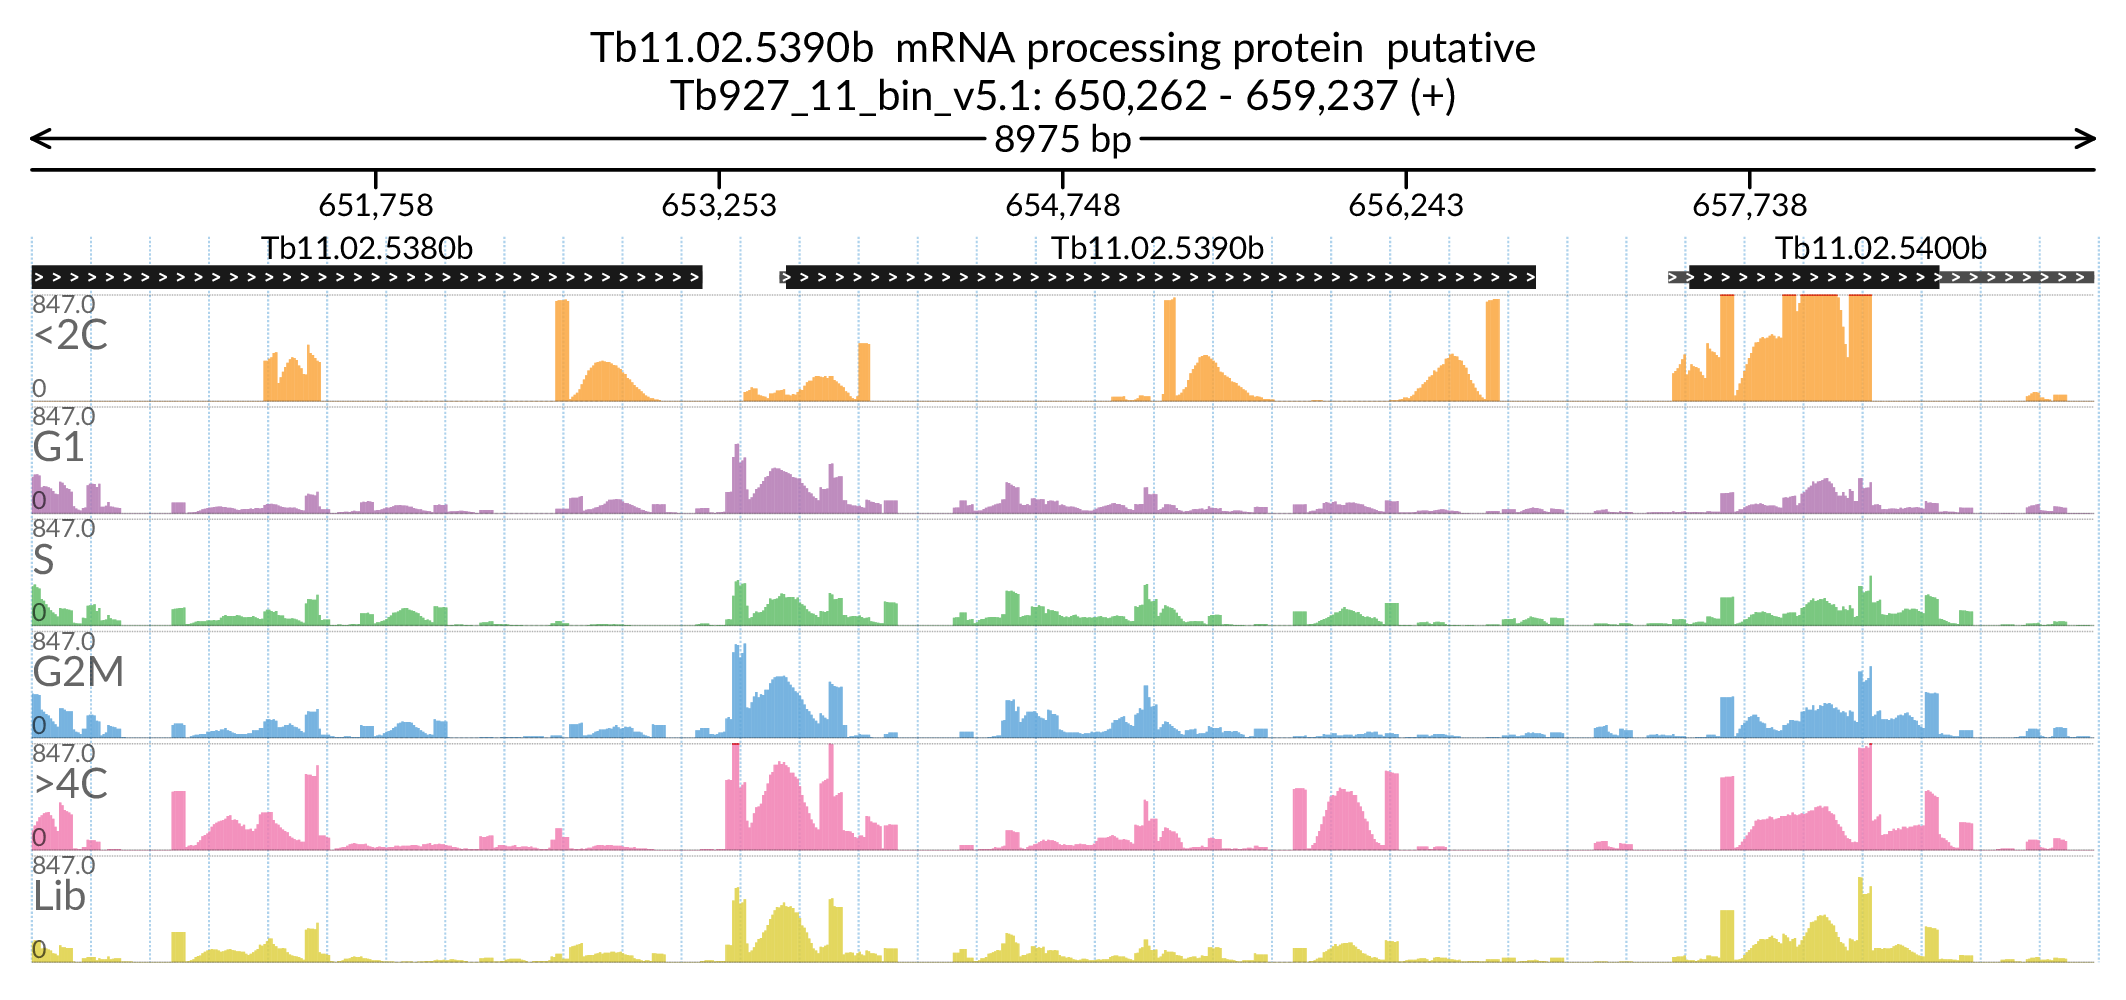 Tb11.02.5390b mRNA processing protein putative
Tb927_11_bin_v5.1: 650,262 - 659,237 (+)
8975 bp
651,758 653,253 654,748 656,243 657,738
Tb11.02.5380b Tb11.02.5390b Tb11.02.5400b
847.0
<2C
0
847.0
G1
0
847.0
S
0
847.0
G2M
0
847.0
>4C
0
847.0
Lib
0